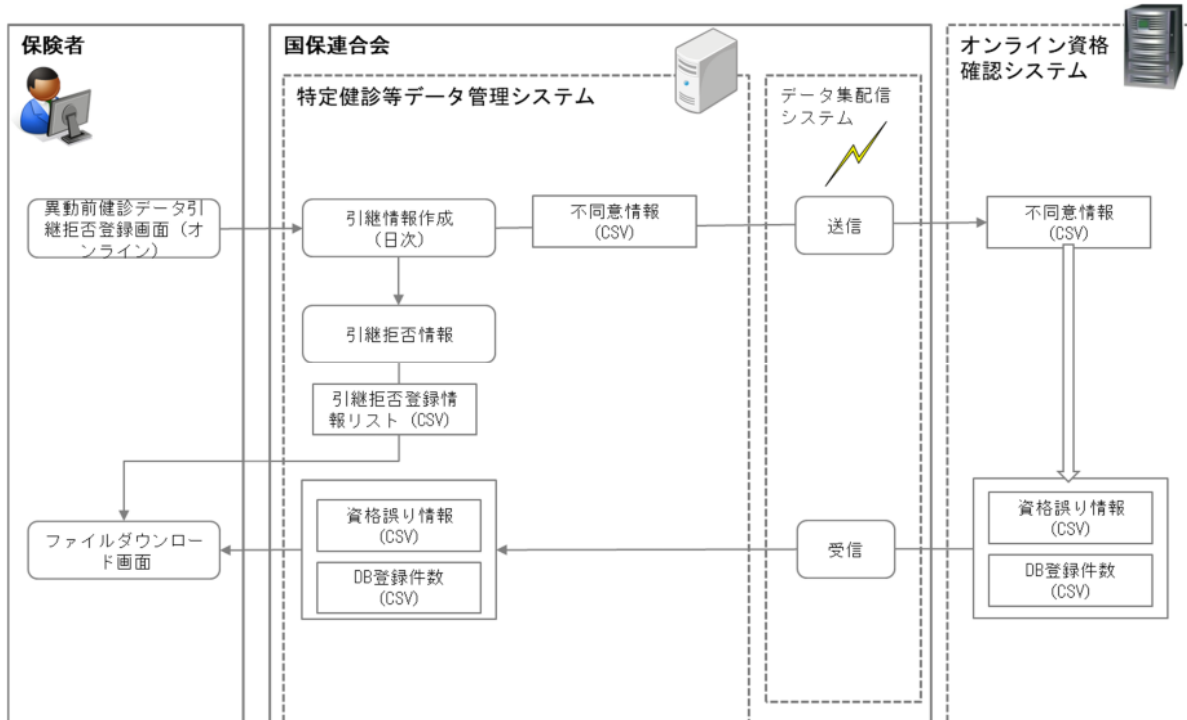 保険者
国保連合会
オンライン資格
確認システム
特定健診等データ管理システム
データ集配信
システム
異動前健診データ引
継拒否登録画面（オ
ンライン）
引継情報作成
（日次）
不同意情報
(CSV)
送信
不同意情報
(CSV)
引継拒否情報
引継拒否登録情
報リスト（CSV）
ファイルダウンロー
ド画面
資格誤り情報
(CSV)
DB登録件数
(CSV)
受信
資格誤り情報
(CSV)
DB登録件数
(CSV)